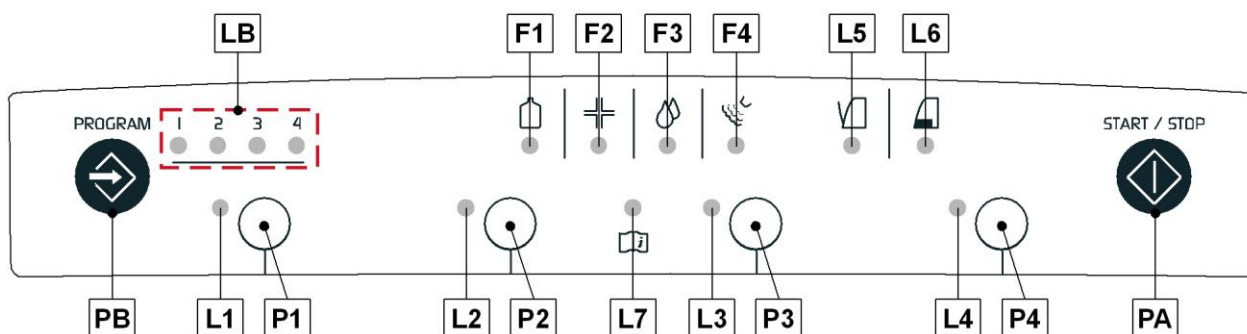 LB F1 F2 F3 F4 L5 L6
PROGRAM 1 2 3 4 START / STOP
i
PB L1 P1 L2 P2 L7 L3 P3 L4 P4 PA